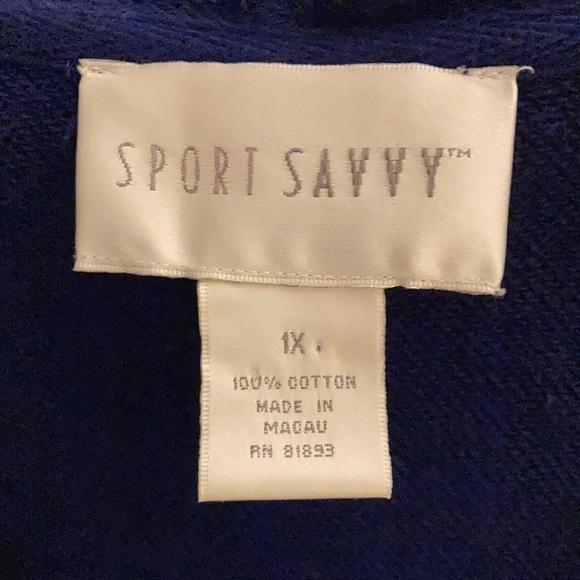 SPORT SAVVY™
1X
100% COTTON
MADE IN
MACAU
RN 81893